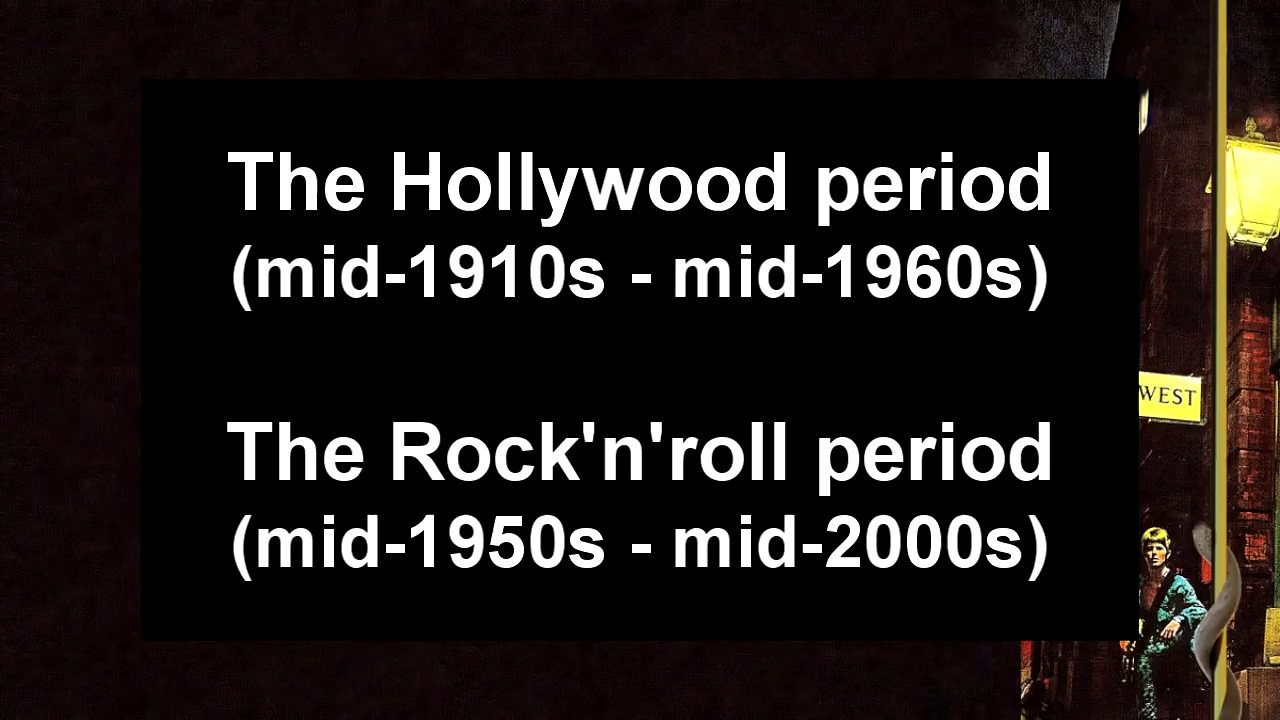 The Hollywood period
(mid-1910s - mid-1960s)
The Rock'n'roll period
(mid-1950s - mid-2000s)
WEST